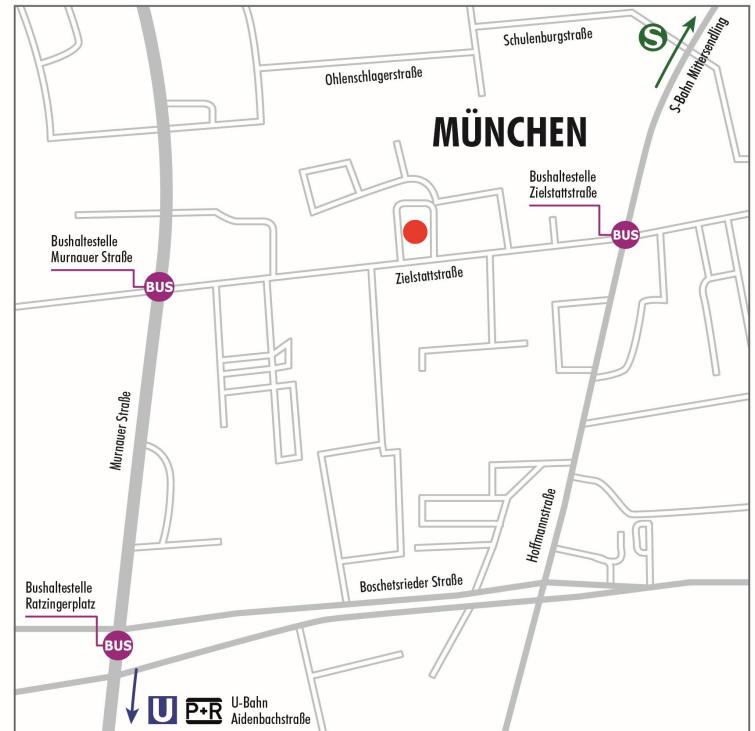 Schulenburgstraße
S
Ohlenschlagerstraße
S-Bahn Mittersendling
MÜNCHEN
Bushaltestelle
Zielstattstraße
BUS
Bushaltestelle
Murnauer Straße
BUS
Zielstattstraße
Murnauer Straße
Hoffmannstraße
Boschetsrieder Straße
Bushaltestelle
Ratzingerplatz
BUS
U
P+R
U-Bahn
Aidenbachstraße